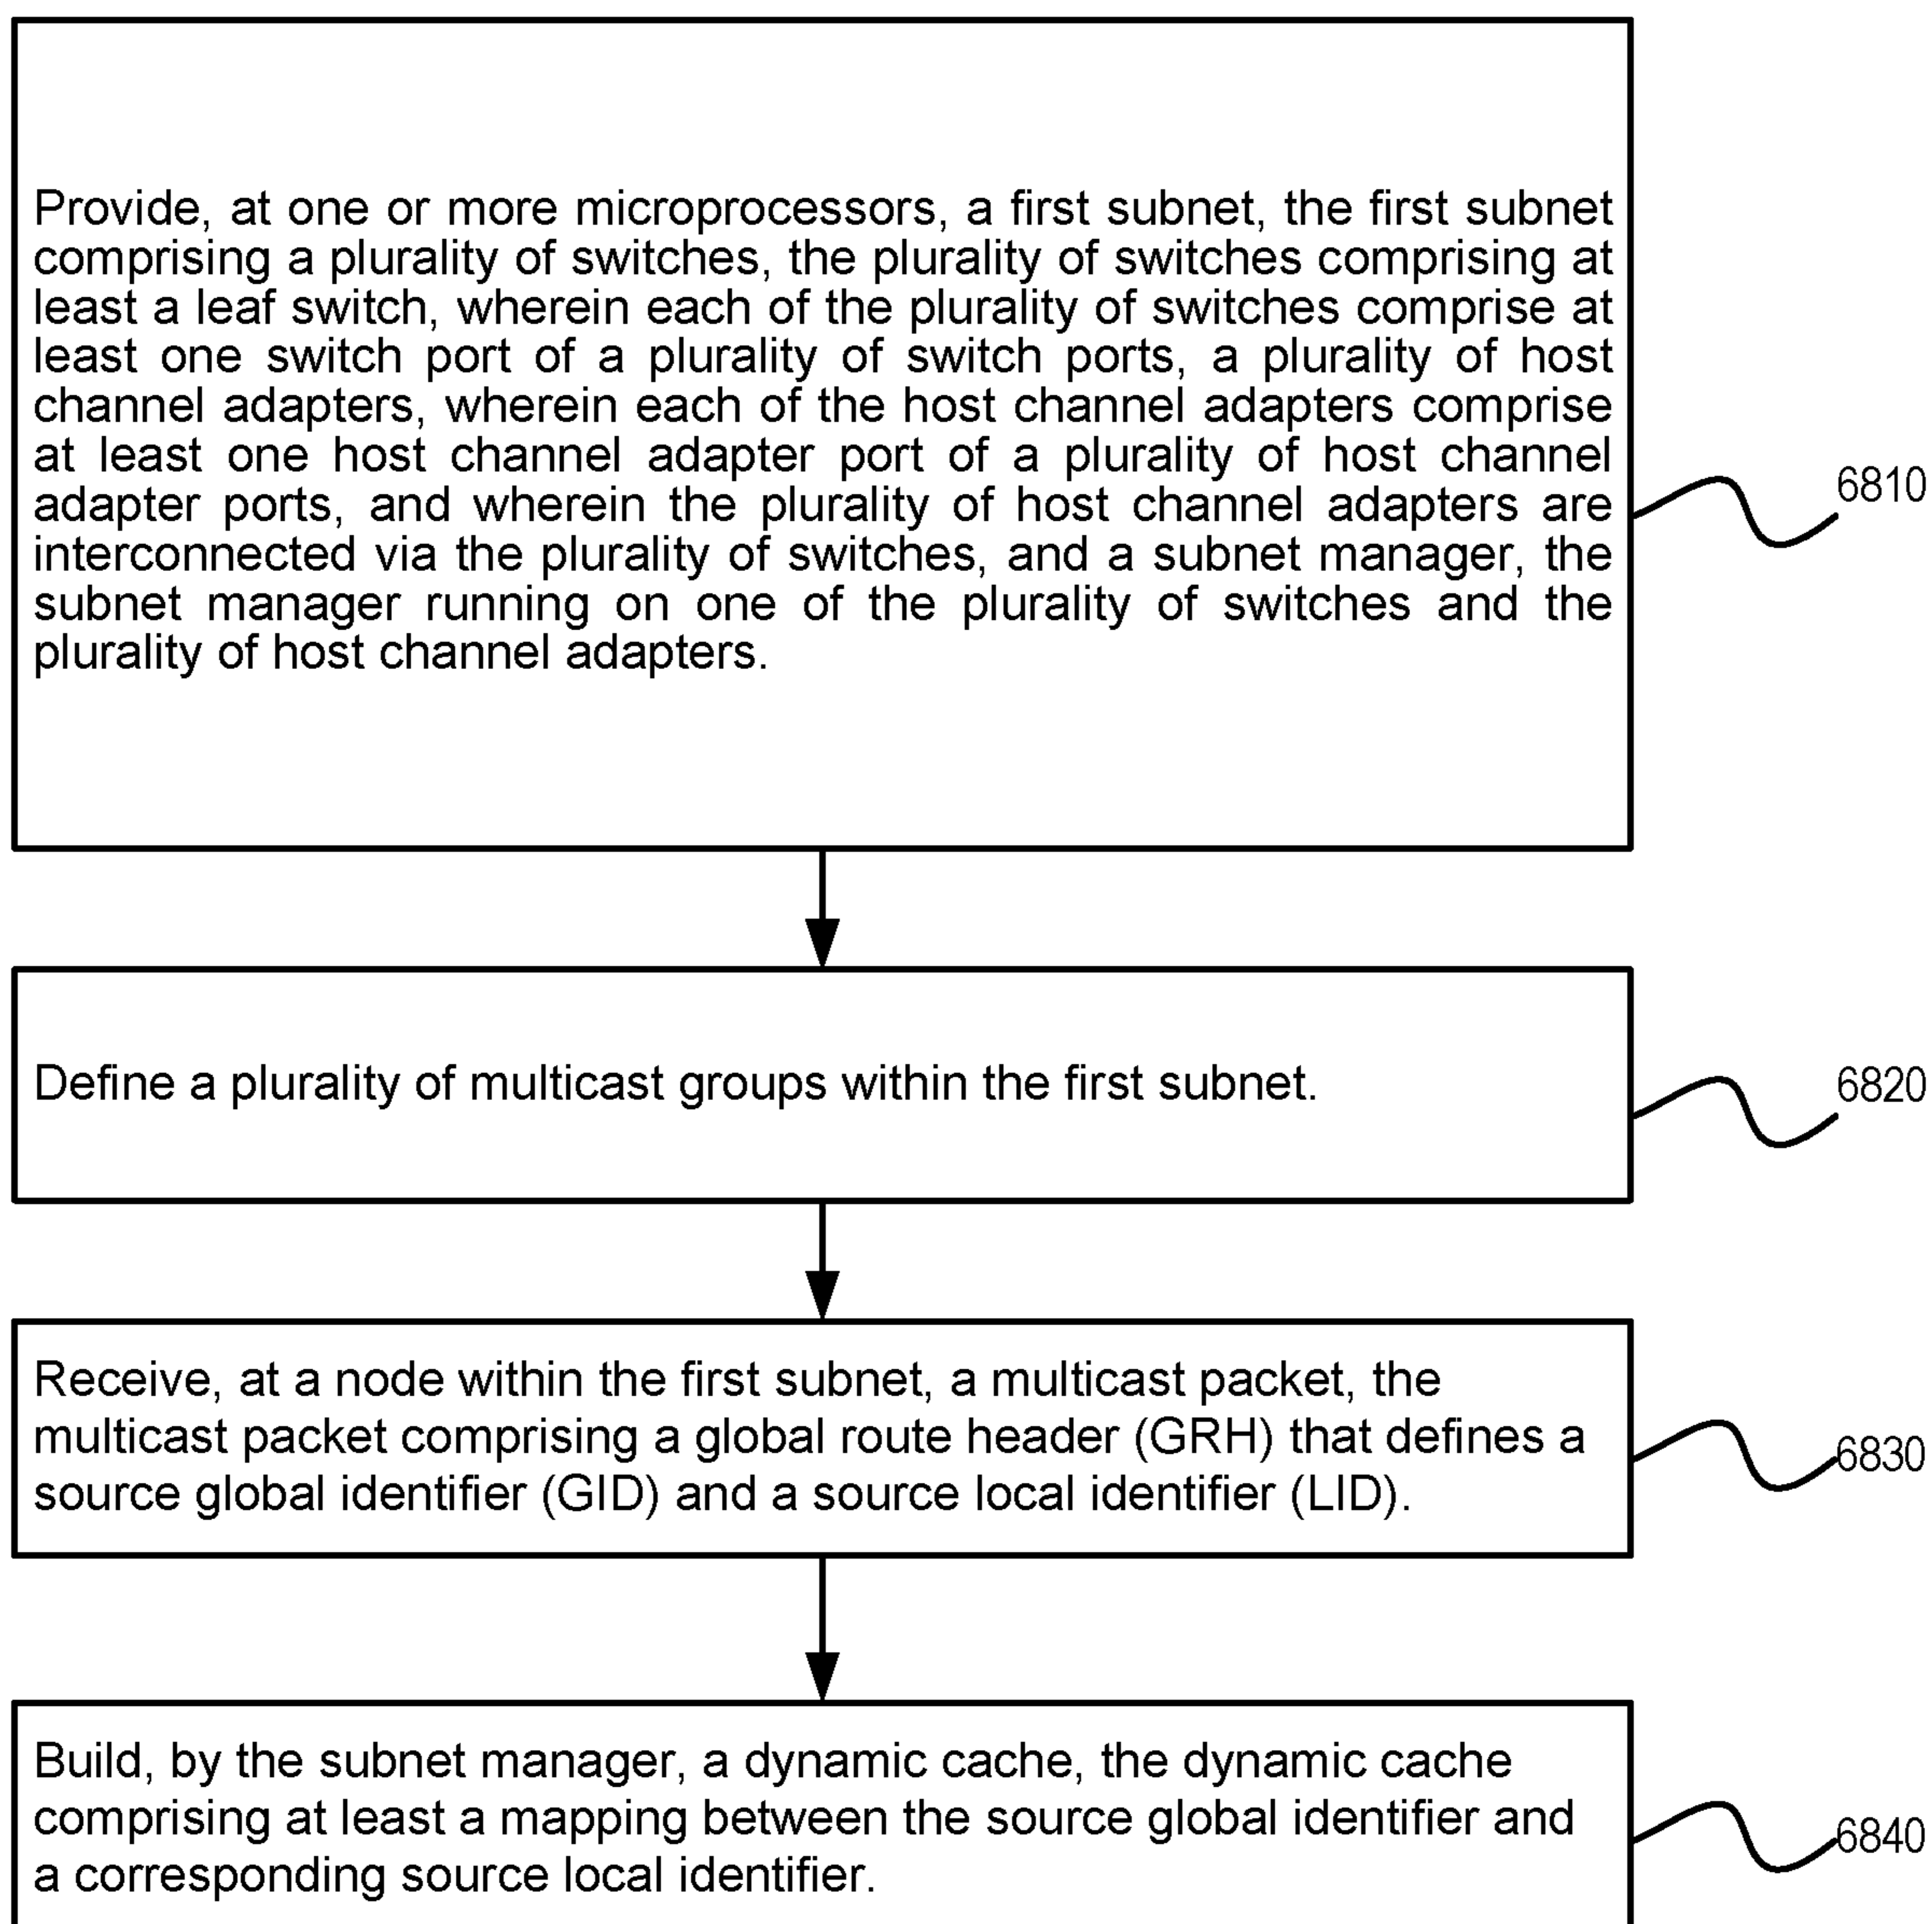 Provide, at one or more microprocessors, a first subnet, the first subnet
comprising a plurality of switches, the plurality of switches comprising at
least a leaf switch, wherein each of the plurality of switches comprise at
least one switch port of a plurality of switch ports, a plurality of host
channel adapters, wherein each of the host channel adapters comprise
at least one host channel adapter port of a plurality of host channel
adapter ports, and wherein the plurality of host channel adapters are
interconnected via the plurality of switches, and a subnet manager, the
subnet manager running on one of the plurality of switches and the
plurality of host channel adapters.
6810
Define a plurality of multicast groups within the first subnet.
6820
Receive, at a node within the first subnet, a multicast packet, the
multicast packet comprising a global route header (GRH) that defines a
source global identifier (GID) and a source local identifier (LID).
6830
Build, by the subnet manager, a dynamic cache, the dynamic cache
comprising at least a mapping between the source global identifier and
a corresponding source local identifier.
6840